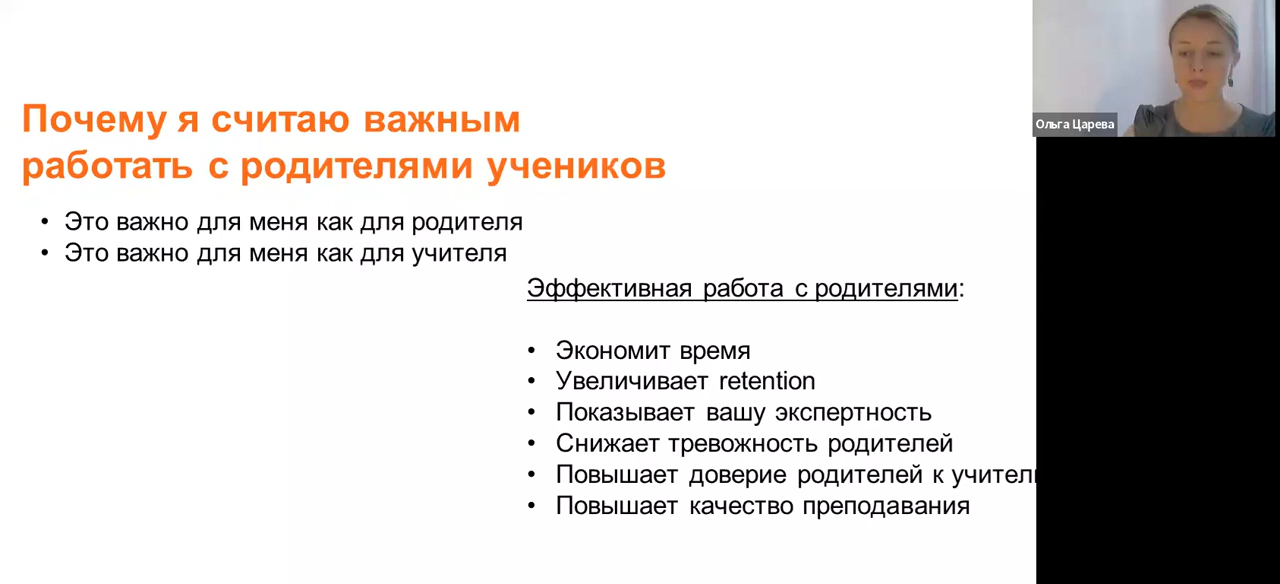 Почему я считаю важным
работать с родителями учеников
• Это важно для меня как для родителя
• Это важно для меня как для учителя
Эффективная работа с родителями:
• Экономит время
• Увеличивает retention
• Показывает вашу экспертность
• Снижает тревожность родителей
• Повышает доверие родителей к
• Повышает качество преподавания
Ольга Царева